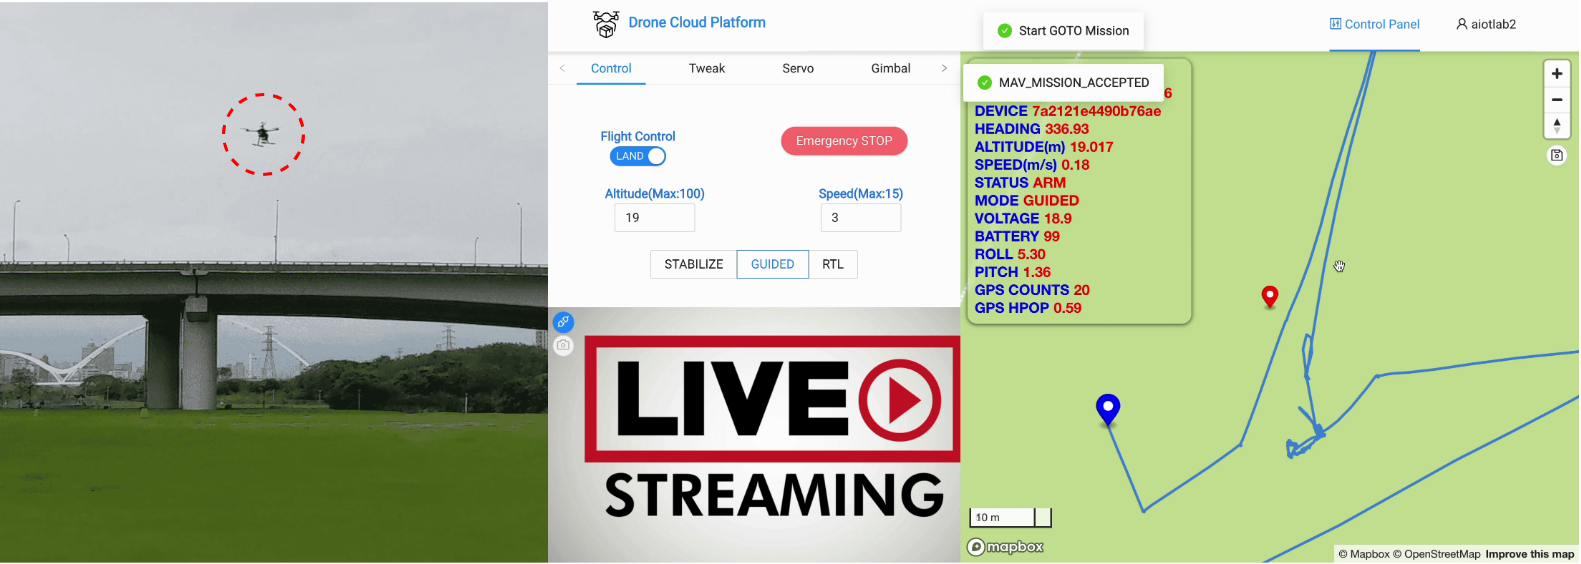 Drone Cloud Platform
Start GOTO Mission
Control Panel
aiotlab2
Control
Tweak
Servo
Gimbal
MAV_MISSION_ACCEPTED
6
DEVICE 7a2121e4490b76ae
HEADING 336.93
ALTITUDE(m) 19.017
SPEED(m/s) 0.18
STATUS ARM
MODE GUIDED
VOLTAGE 18.9
BATTERY 99
ROLL 5.30
PITCH 1.36
GPS COUNTS 20
GPS HPOP 0.59
Flight Control
LAND
Emergency STOP
Altitude(Max:100)
Speed(Max:15)
19
3
STABILIZE
GUIDED
RTL
LIVE
STREAMING
10 m
mapbox
© Mapbox © OpenStreetMap Improve this map